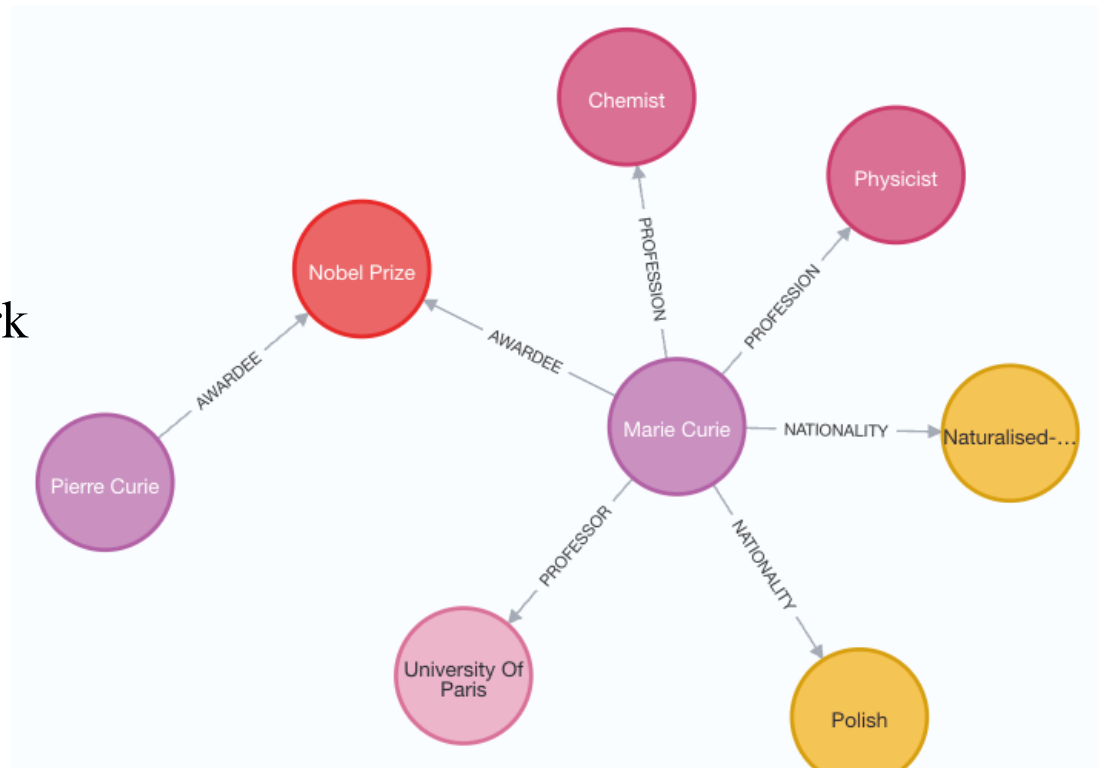 Chemist
Physicist
PROFESSION
PROFESSION
Nobel Prize
rk
AWARDEE
AWARDEE
Marie Curie
NATIONALITY
Naturalised-...
Pierre Curie
PROFESSOR
NATIONALITY
University Of
Paris
Polish